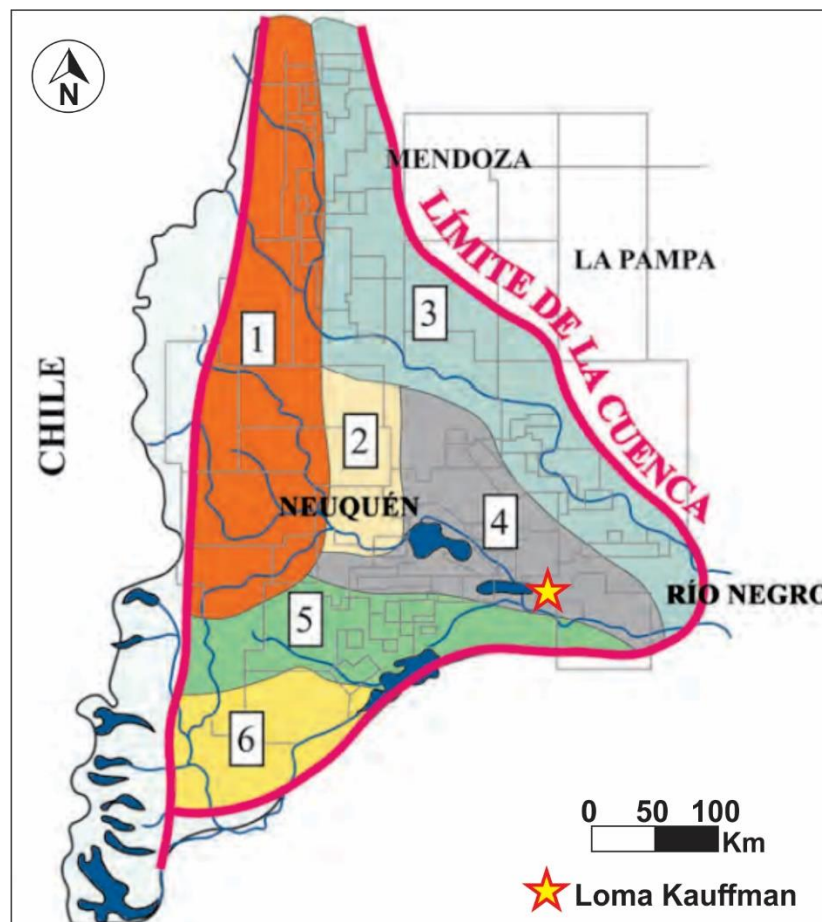 N
MENDOZA
LÍMITE DE LA CUENCA
LA PAMPA
3
1
CHILE
2
NEUQUÉN
4
RÍO NEGRO
5
6
0 50 100
Km
Loma Kauffman